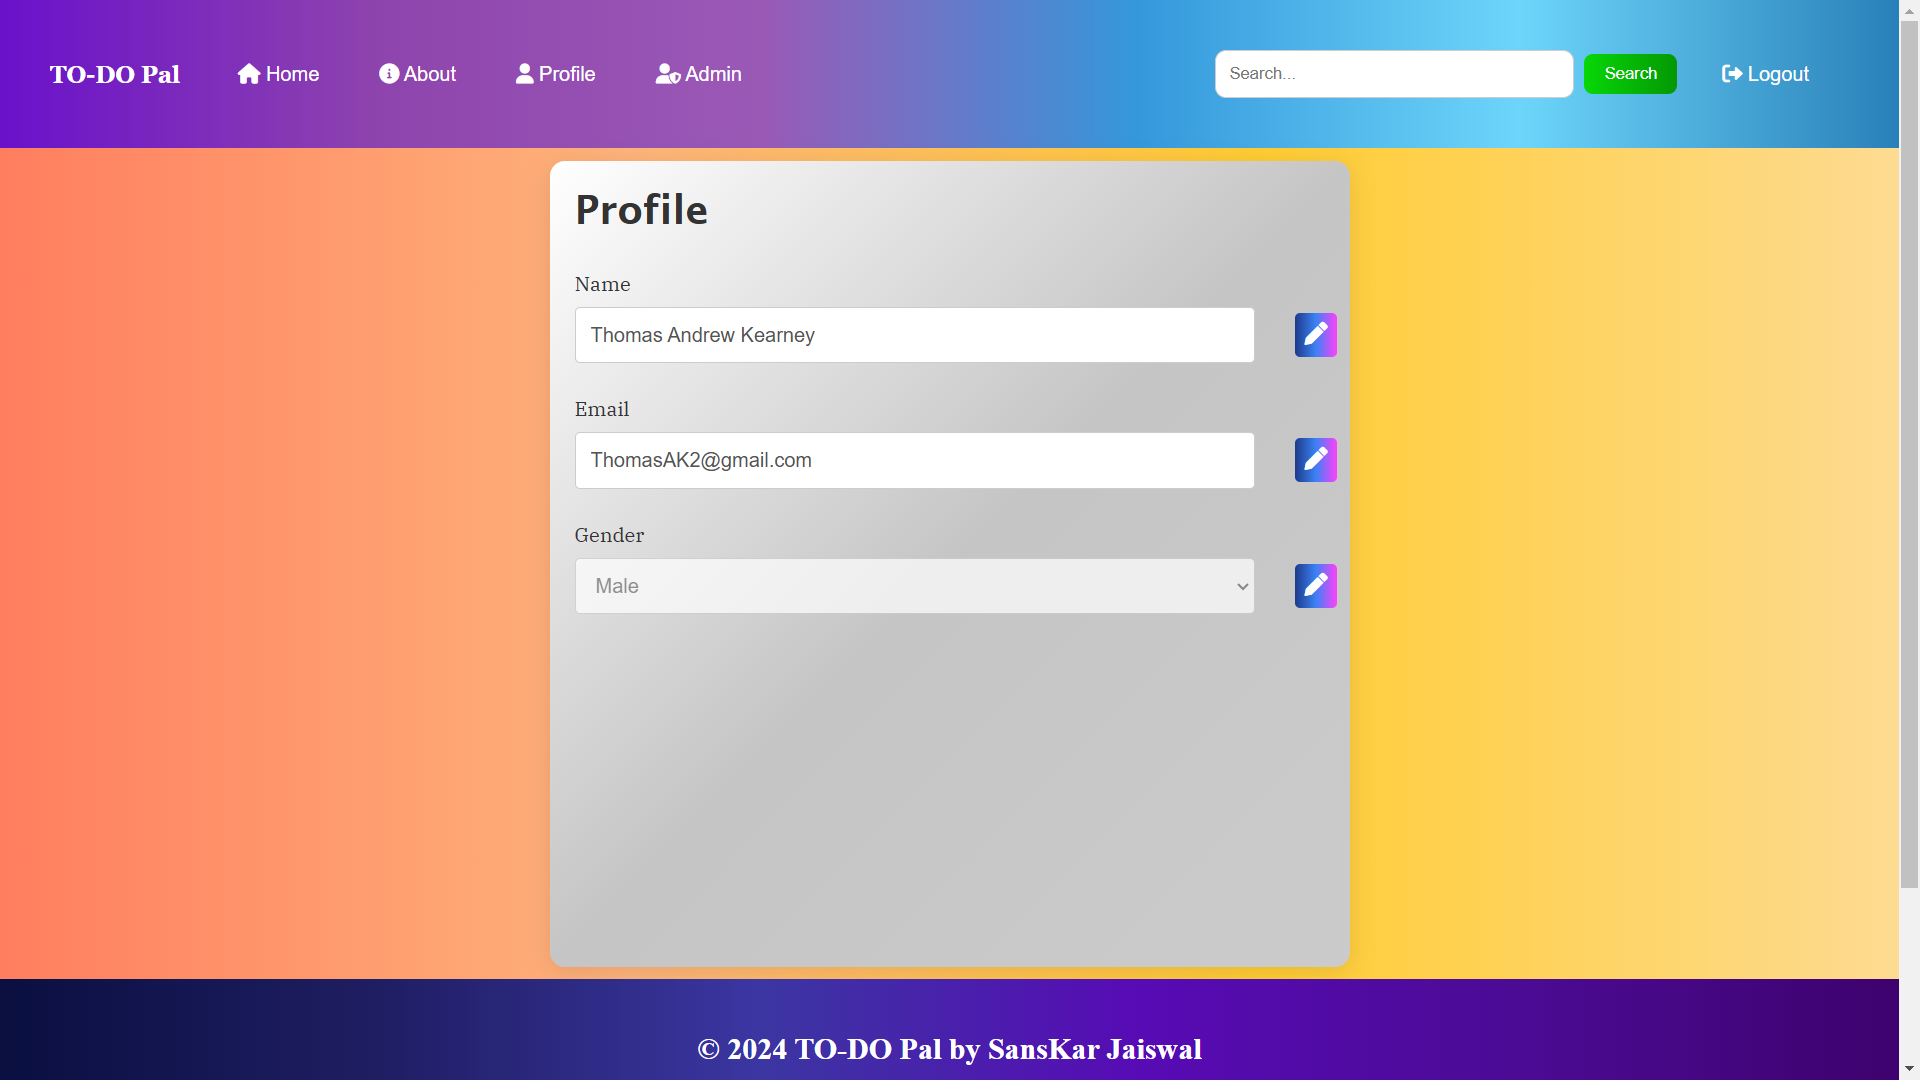 TO-DO Pal Home About Profile Admin Search... Search Logout
Profile
Name
Thomas Andrew Kearney
Email
ThomasAK2@gmail.com
Gender
Male
© 2024 TO-DO Pal by SansKar Jaiswal